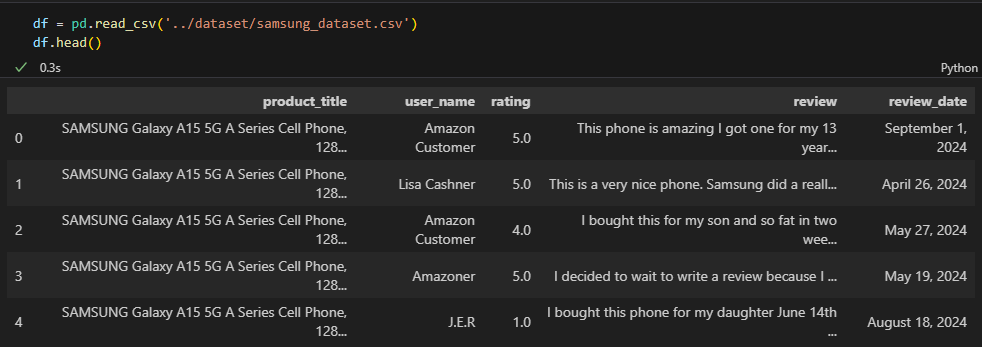 df = pd.read_csv('../dataset/samsung_dataset.csv')
df.head()
0.3s Python
product_title user_name rating review review_date
0 SAMSUNG Galaxy A15 5G A Series Cell Phone, 128... Amazon Customer 5.0 This phone is amazing I got one for my 13 year... September 1, 2024
1 SAMSUNG Galaxy A15 5G A Series Cell Phone, 128... Lisa Cashner 5.0 This is a very nice phone. Samsung did a reall... April 26, 2024
2 SAMSUNG Galaxy A15 5G A Series Cell Phone, 128... Amazon Customer 4.0 I bought this for my son and so fat in two wee... May 27, 2024
3 SAMSUNG Galaxy A15 5G A Series Cell Phone, 128... Amazoner 5.0 I decided to wait to write a review because I ... May 19, 2024
4 SAMSUNG Galaxy A15 5G A Series Cell Phone, 128... J.E.R 1.0 I bought this phone for my daughter June 14th ... August 18, 2024